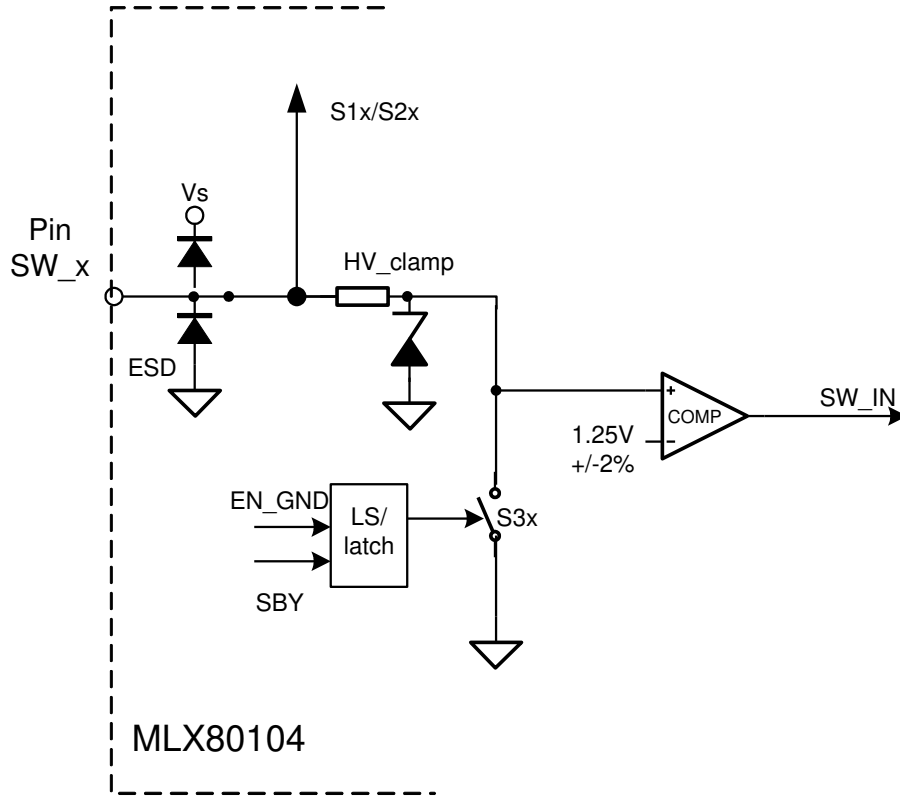 S1x/S2x
Vs
Pin
SW_x
HV_clamp
ESD
+
COMP
−
SW_IN
1.25V
+/-2%
EN_GND
LS/
latch
S3x
SBY
MLX80104